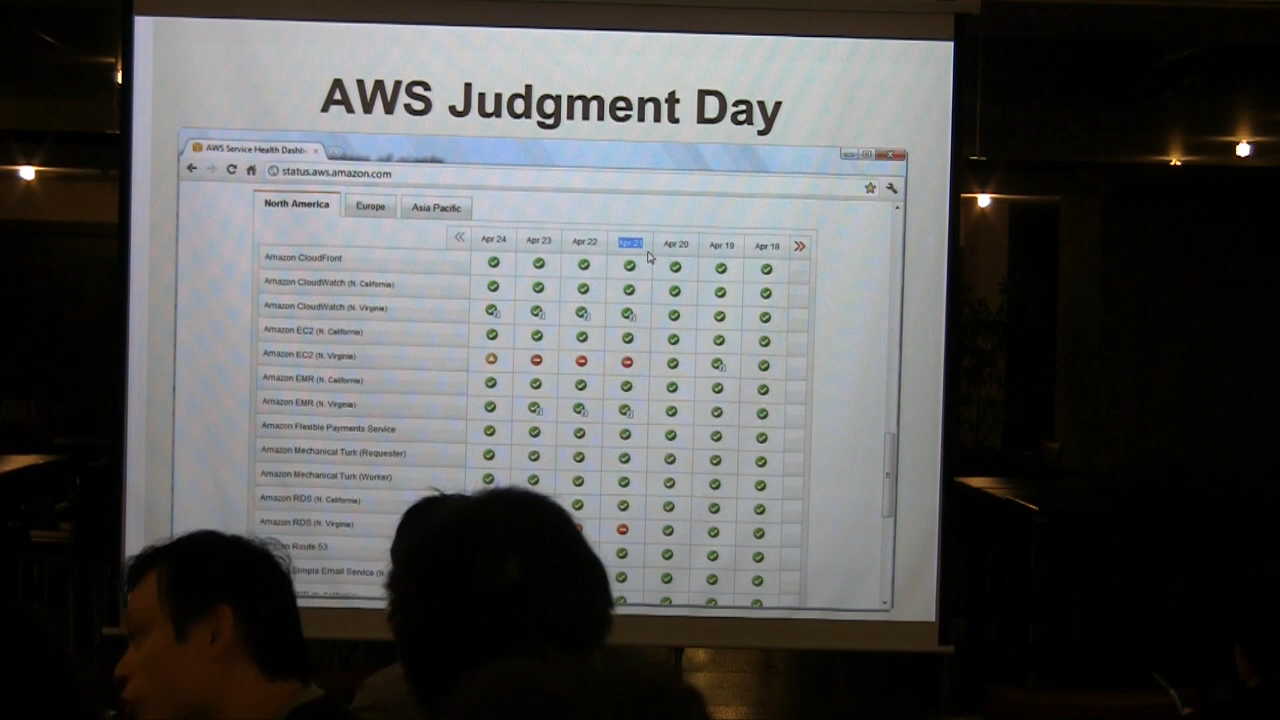 AWS Judgment Day
AWS Service Health Dashb
status.aws.amazon.com
North America Europe Asia Pacific
Apr 24 Apr 23 Apr 22 Apr 21 Apr 20 Apr 19 Apr 18
Amazon CloudFront
Amazon CloudWatch (N. California)
Amazon CloudWatch (N. Virginia)
Amazon EC2 (N. California)
Amazon EC2 (N. Virginia)
Amazon EMR (N. California)
Amazon EMR (N. Virginia)
Amazon Flexible Payments Service
Amazon Mechanical Turk (Requester)
Amazon Mechanical Turk (Worker)
Amazon RDS (N. California)
Amazon RDS (N. Virginia)
Route 53
Simple Email Service (N.